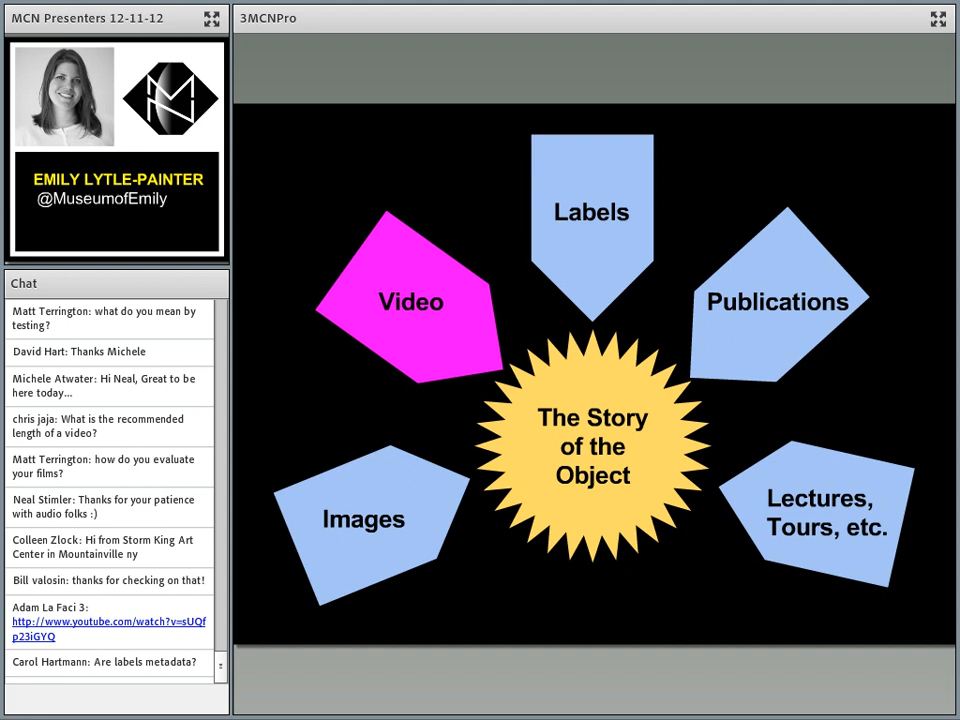 MCN Presenters 12-11-12
EMILY LYTLE-PAINTER
@MuseumofEmily
Chat
Matt Terrington: what do you mean by
testing?
David Hart: Thanks Michele
Michele Atwater: Hi Neal, Great to be
here today...
chris jaja: What is the recommended
length of a video?
Matt Terrington: how do you evaluate
your films?
Neal Stimler: Thanks for your patience
with audio folks :)
Colleen Zlock: Hi from Storm King Art
Center in Mountainville ny
Bill valosin: thanks for checking on that!
Adam La Faci 3:
http://www.youtube.com/watch?v=sUQf
p23iGYQ
Carol Hartmann: Are labels metadata?
3MCNPro
Labels
Video
Publications
The Story
of the
Object
Images
Lectures,
Tours, etc.